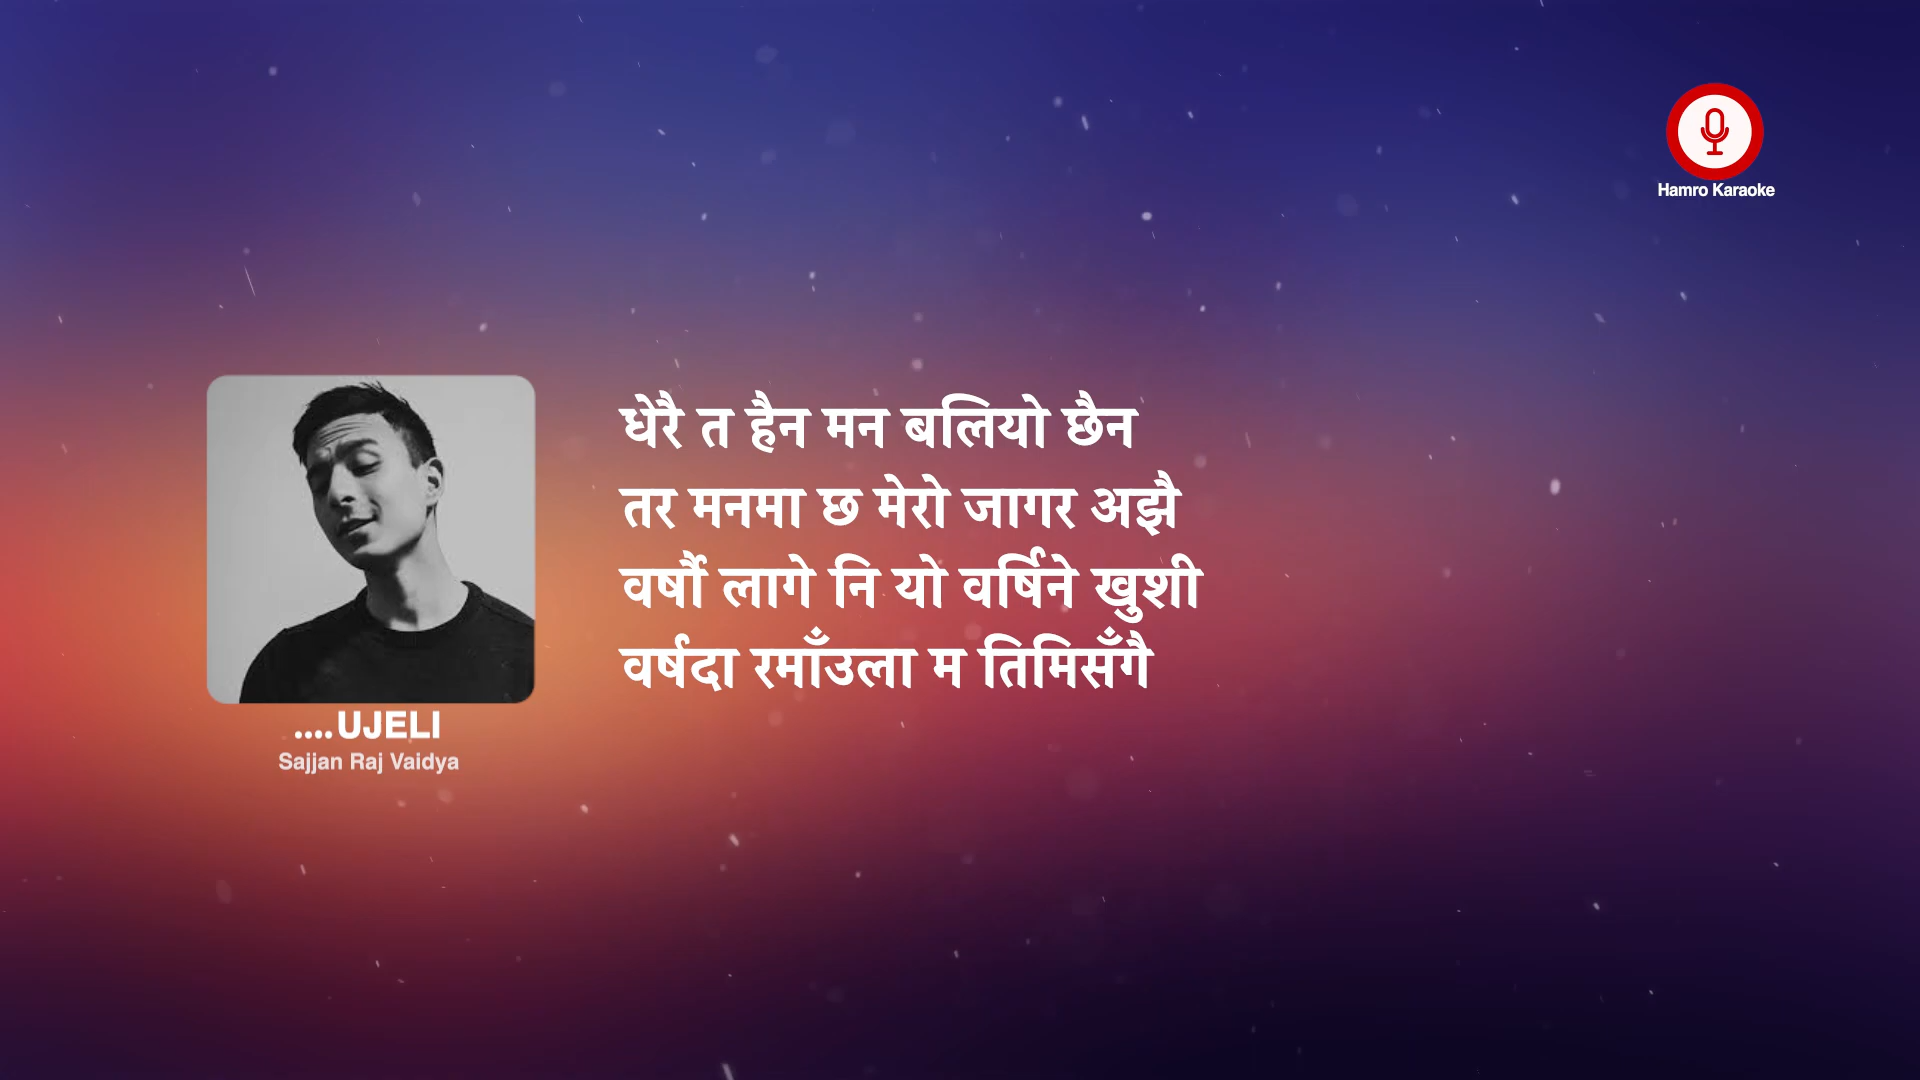 Hamro Karaoke
धेरै त हैन मन बलियो छैन
तर मनमा छ मेरो जागर अझै
वर्षौं लागे नि यो वर्षिने खुशी
वर्षदा रमाँउला म तिमिसँगै
....UJELI
Sajjan Raj Vaidya